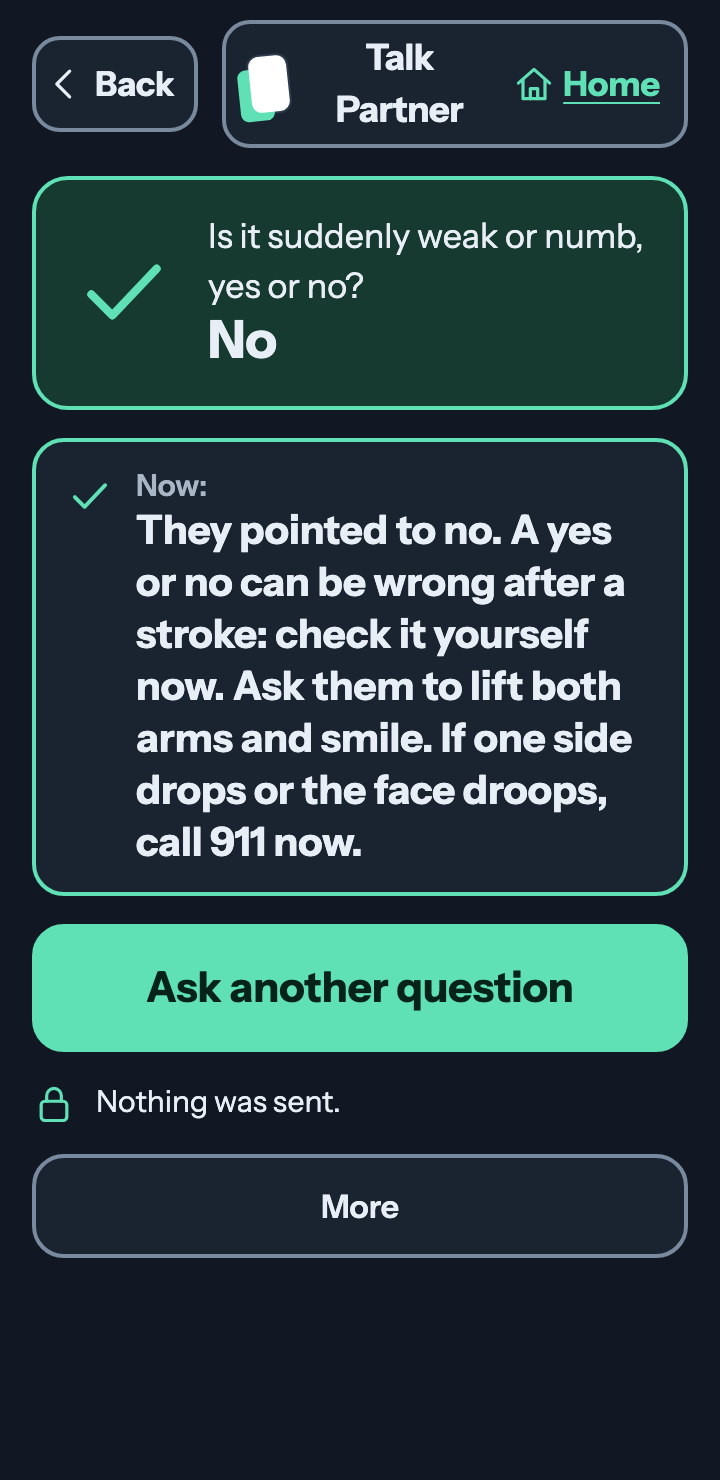 Back
Talk
Partner
Home
Is it suddenly weak or numb,
yes or no?
No
Now:
They pointed to no. A yes
or no can be wrong after a
stroke: check it yourself
now. Ask them to lift both
arms and smile. If one side
drops or the face droops,
call 911 now.
Ask another question
Nothing was sent.
More